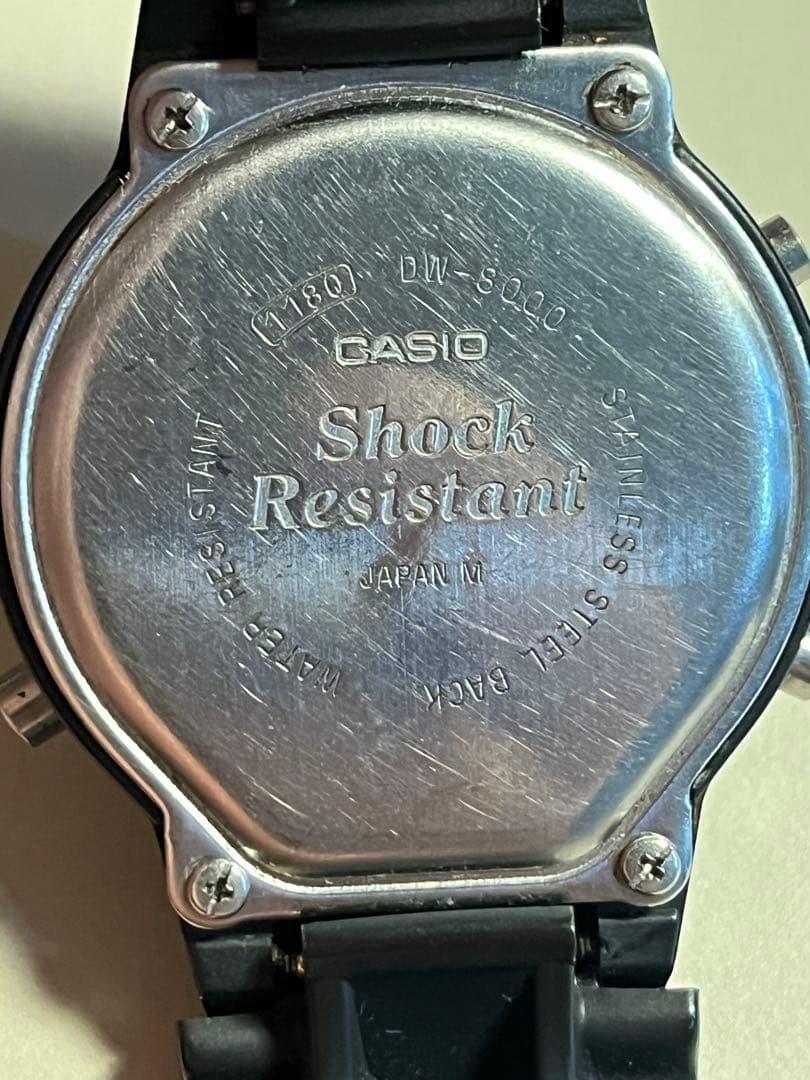 1180 DW-8000
CASIO
Shock
Resistant
JAPAN M
STAINLESS STEEL BACK
WATER RESISTANT